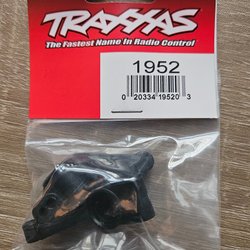 TRAXXAS
The Fastest Name In Radio Control
1952
0 20334 19520 3